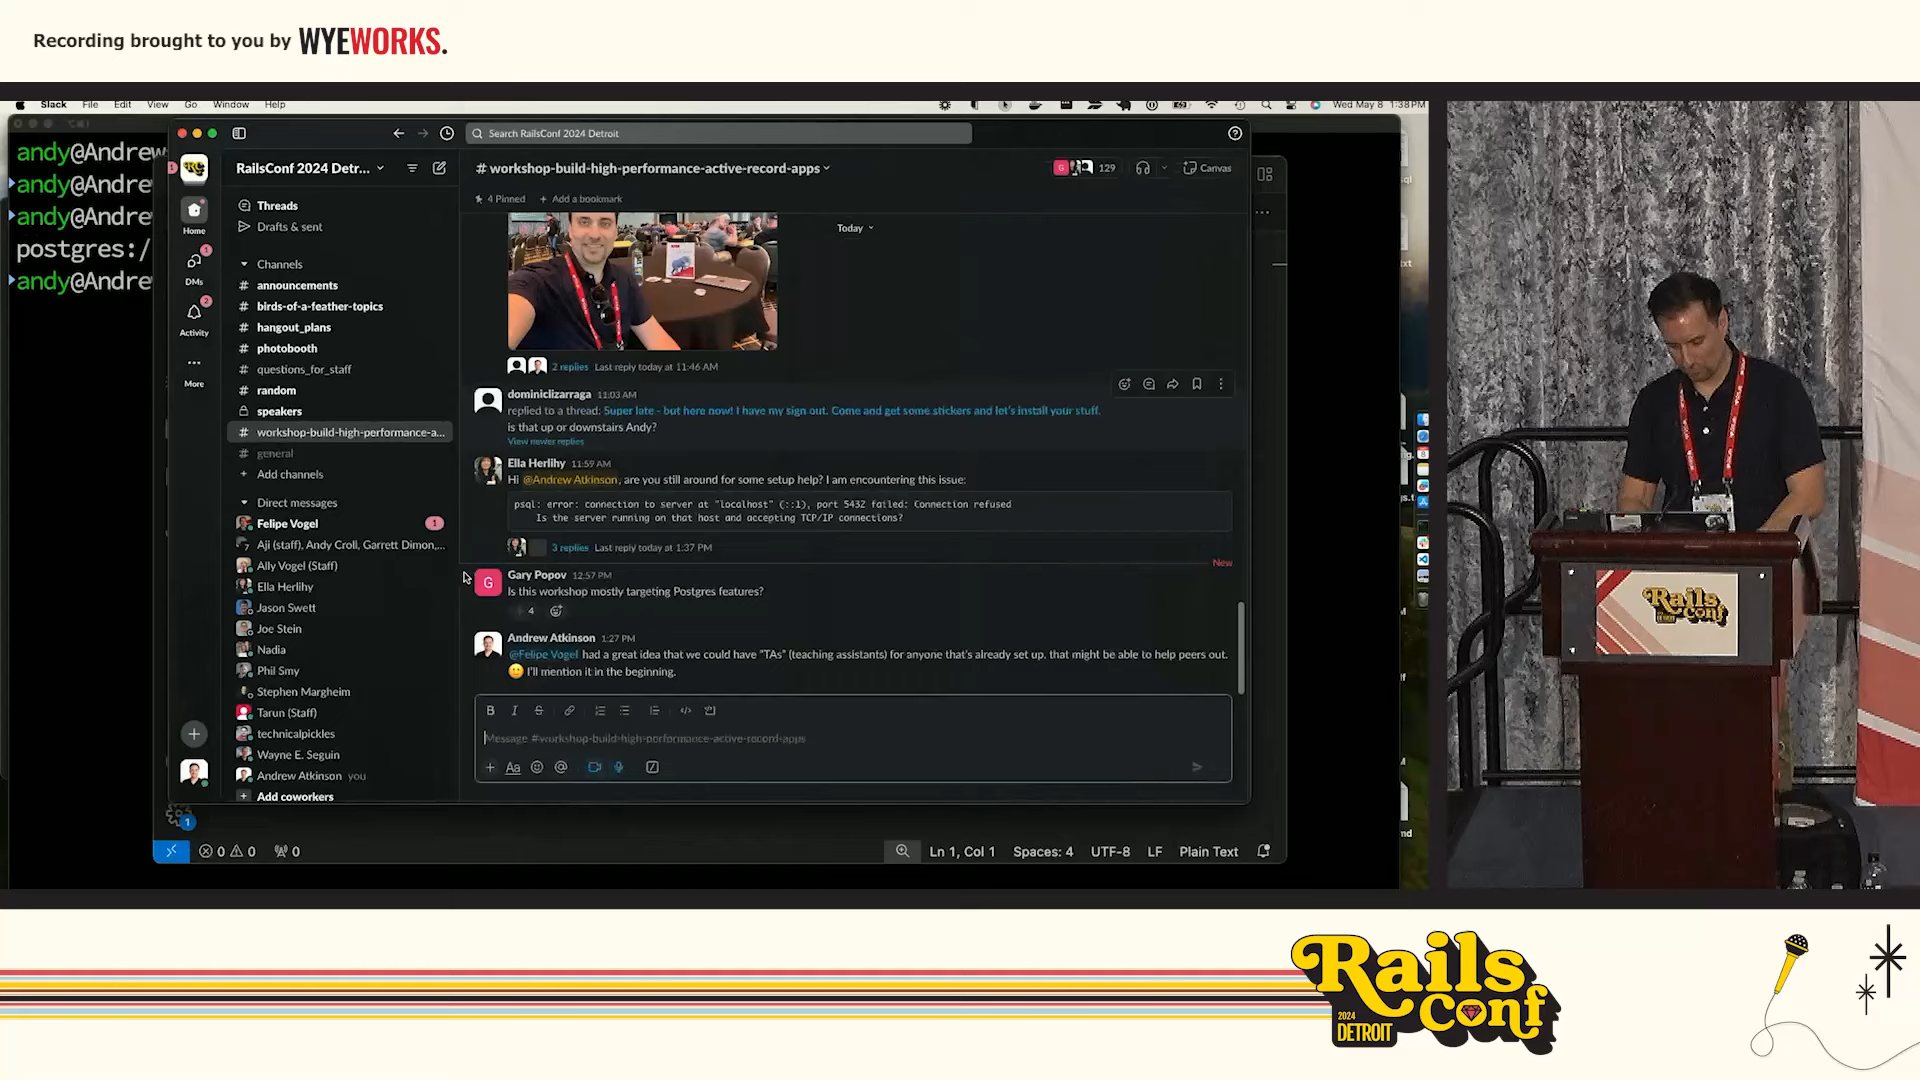 Recording brought to you by WYEWORKS.
Slack File Edit View Go Window Help
Wed May 8 1:38PM
andy@Andrew
andy@Andre
andy@Andre
postgres:/
andy@Andre
Search RailsConf 2024 Detroit
RailsConf 2024 Detr...
Home
DMs
Activity
More
Threads
Drafts & sent
Channels
# announcements
# birds-of-a-feather-topics
# hangout_plans
# photobooth
# questions_for_staff
# random
speakers
# workshop-build-high-performance-a...
# general
+ Add channels
Direct messages
Felipe Vogel 1
7 Aji (staff), Andy Croll, Garrett Dimon,...
Ally Vogel (Staff)
Ella Herlihy
Jason Swett
Joe Stein
Nadia
Phil Smy
Stephen Margheim
Tarun (Staff)
technicalpickles
Wayne E. Seguin
Andrew Atkinson you
+ Add coworkers
# workshop-build-high-performance-active-record-apps
129
Canvas
4 Pinned + Add a bookmark
Today
2 replies Last reply today at 11:46 AM
dominiclizarraga 11:03 AM
replied to a thread: Super late - but here now! I have my sign out. Come and get some stickers and let's install your stuff.
is that up or downstairs Andy?
View newer replies
Ella Herlihy 11:59 AM
Hi @Andrew Atkinson, are you still around for some setup help? I am encountering this issue:
psql: error: connection to server at "localhost" (::1), port 5432 failed: Connection refused
Is the server running on that host and accepting TCP/IP connections?
3 replies Last reply today at 1:37 PM
New
G Gary Popov 12:57 PM
Is this workshop mostly targeting Postgres features?
4
Andrew Atkinson 1:27 PM
@Felipe Vogel had a great idea that we could have "TAs" (teaching assistants) for anyone that's already set up, that might be able to help peers out.
I'll mention it in the beginning.
B I S
Message #workshop-build-high-performance-active-record-apps
+ Aa
1
0 0 0
Ln 1, Col 1 Spaces: 4 UTF-8 LF Plain Text
Rails Conf
Rails
Conf
2024
DETROIT